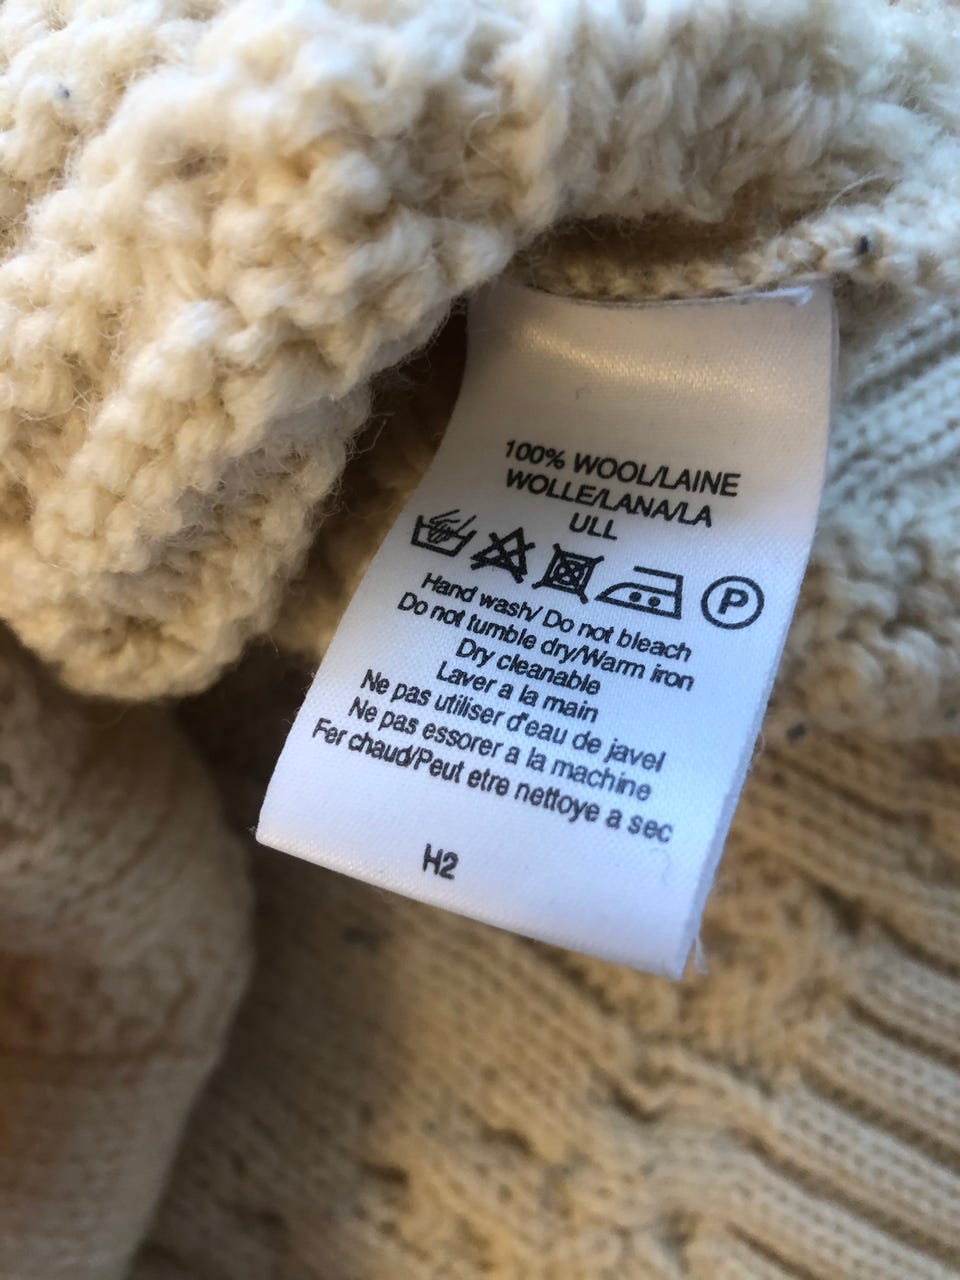 100% WOOL/LAINE
WOLLE/LANA/LA
ULL
P
Hand wash/ Do not bleach
Do not tumble dry/Warm iron
Dry cleanable
Laver a la main
Ne pas utiliser d'eau de javel
Ne pas essorer a la machine
Fer chaud/Peut etre nettoye a sec
H2